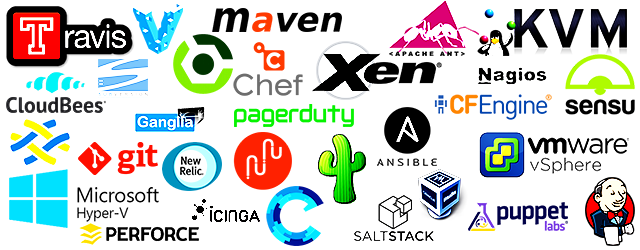 Travis
maven
<APACHE ANT>
KVM
Chef
Xen®
Nagios
CloudBees®
Ganglia
pagerduty
CFEngine®
sensu
git
New
Relic.
ANSIBLE
vmware®
vSphere
Microsoft
Hyper-V
iCINGA
SALTSTACK
puppet
labs
PERFORCE